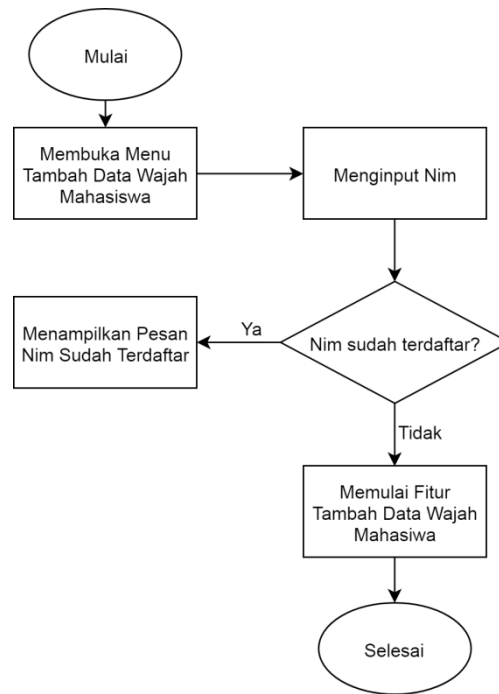 Mulai
Membuka Menu
Tambah Data Wajah
Mahasiswa
Menginput Nim
Nim sudah terdaftar?
Ya
Menampilkan Pesan
Nim Sudah Terdaftar
Tidak
Memulai Fitur
Tambah Data Wajah
Mahasiwa
Selesai